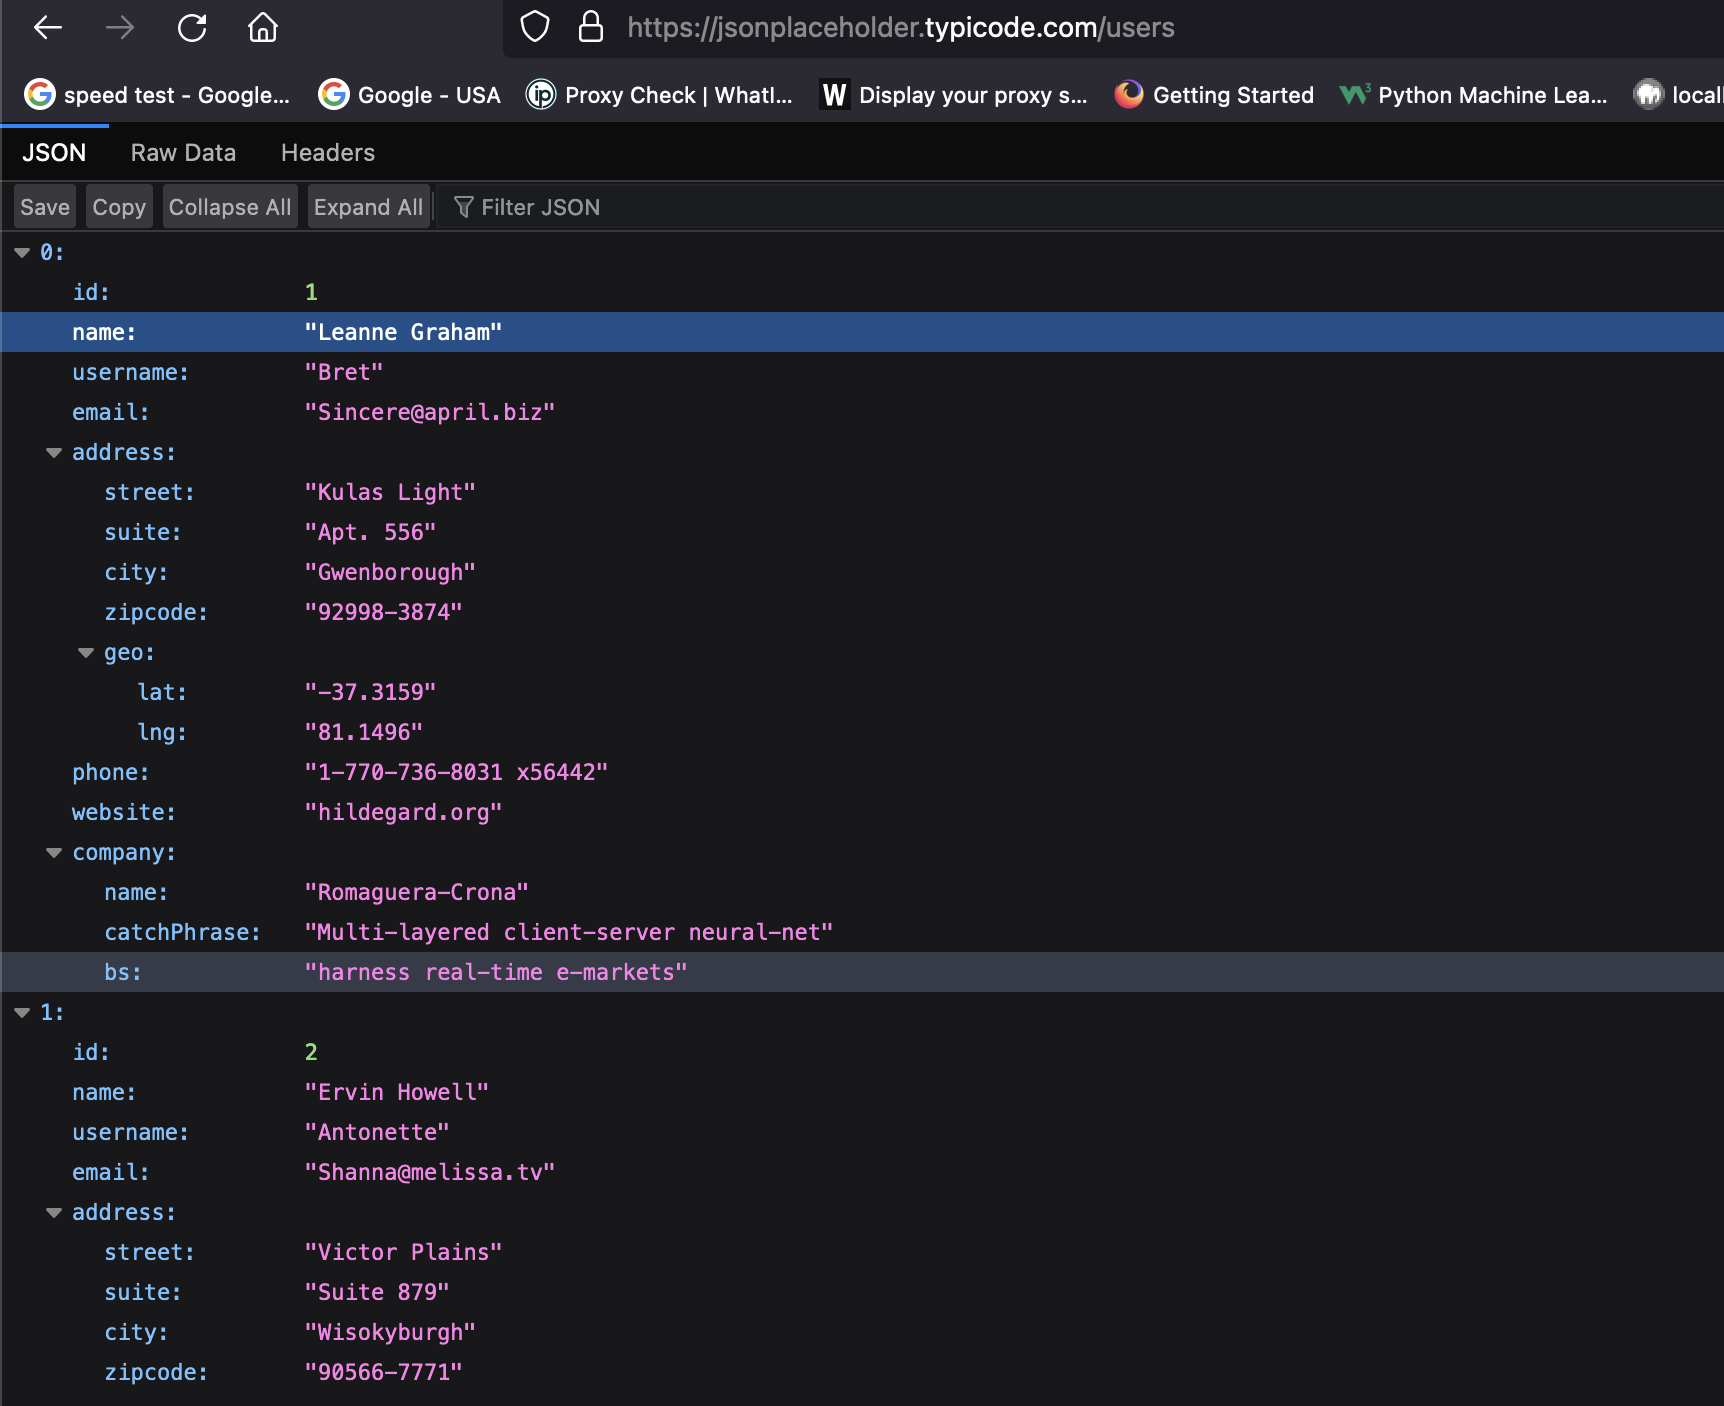 https://jsonplaceholder.typicode.com/users
speed test - Google... Google - USA ip Proxy Check | WhatI... W Display your proxy s... Getting Started W3 Python Machine Lea... locall
JSON Raw Data Headers
Save Copy Collapse All Expand All Filter JSON
0:
id: 1
name: "Leanne Graham"
username: "Bret"
email: "Sincere@april.biz"
address:
street: "Kulas Light"
suite: "Apt. 556"
city: "Gwenborough"
zipcode: "92998-3874"
geo:
lat: "-37.3159"
lng: "81.1496"
phone: "1-770-736-8031 x56442"
website: "hildegard.org"
company:
name: "Romaguera-Crona"
catchPhrase: "Multi-layered client-server neural-net"
bs: "harness real-time e-markets"
1:
id: 2
name: "Ervin Howell"
username: "Antonette"
email: "Shanna@melissa.tv"
address:
street: "Victor Plains"
suite: "Suite 879"
city: "Wisokyburgh"
zipcode: "90566-7771"